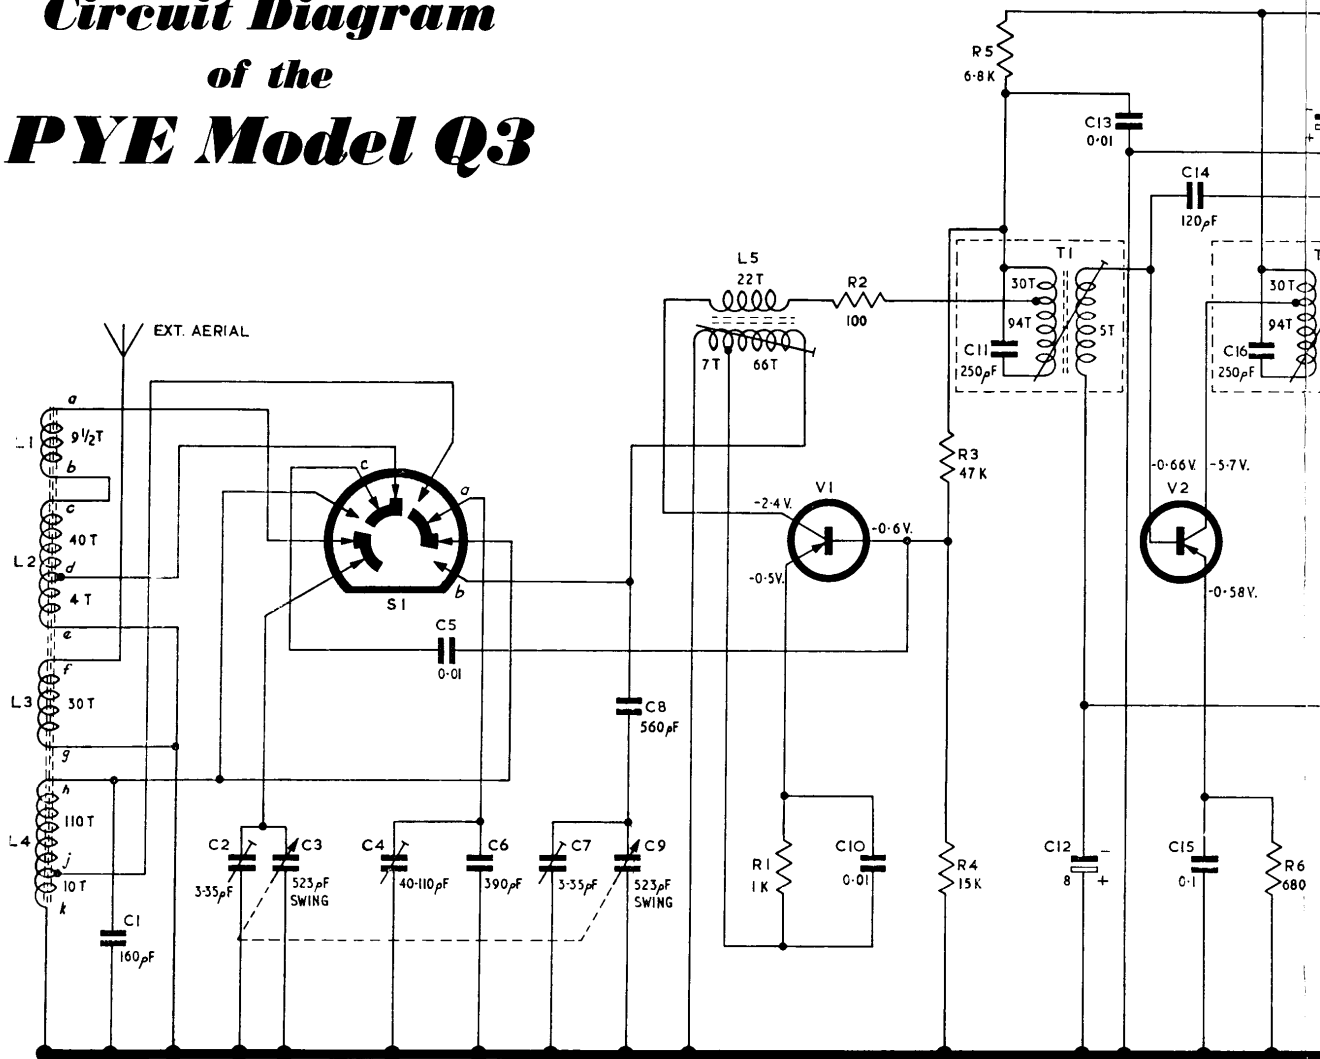 Circuit Diagram
of the
PYE Model Q3
R5
6·8K
C13
0·01
C14
120pF
L5
22T
7T
66T
R2
100
T1
30T
94T
5T
C11
250pF
T
30T
94T
C16
250pF
EXT. AERIAL
a
L1
9½T
b
c
40T
L2
d
4T
e
f
L3
30T
g
h
110T
L4
j
10T
k
C1
160pF
c
a
b
S1
C5
0·01
C8
560pF
R3
47K
V1
-2·4V.
-0·6V.
-0·5V.
-0·66V.
-5·7V.
V2
-0·58V.
C2
3-35pF
C3
523pF
SWING
C4
40-110pF
C6
390pF
C7
3-35pF
C9
523pF
SWING
R1
1K
C10
0·01
R4
15K
C12
8
−
+
C15
0·1
R6
680
+